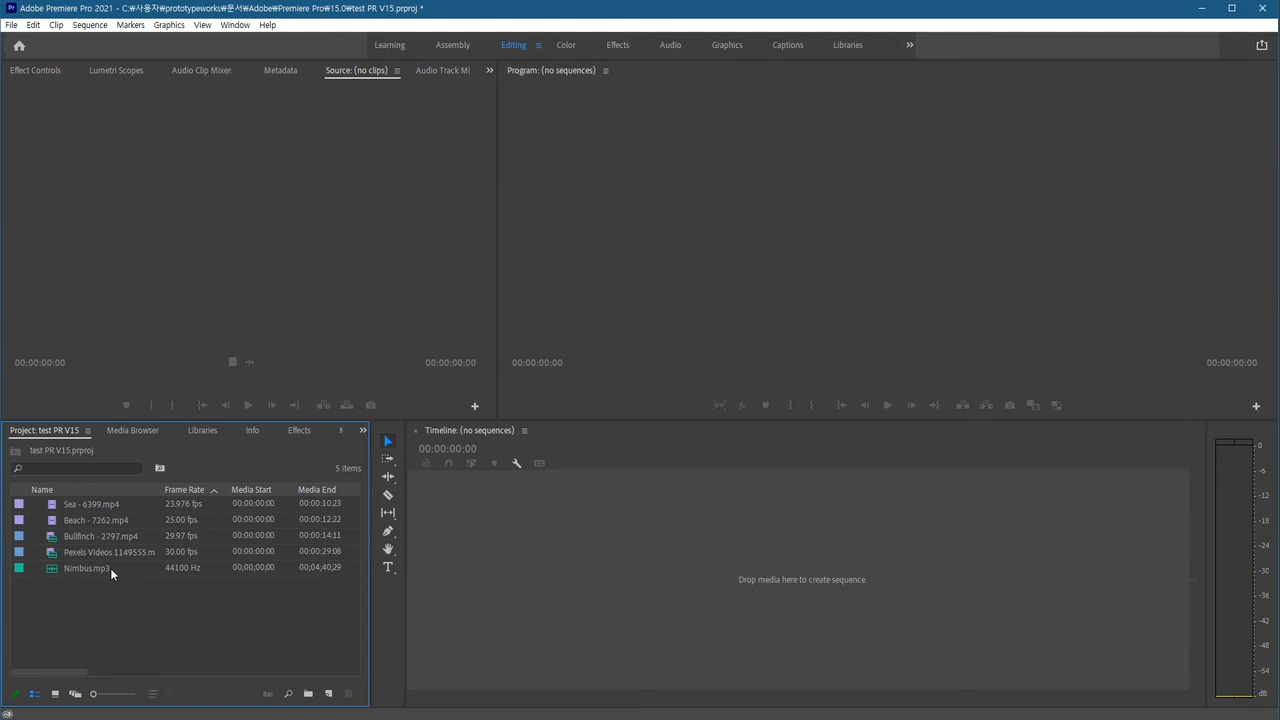 Adobe Premiere Pro 2021 - C:₩사용자₩prototypeworks₩문서₩Adobe₩Premiere Pro₩15.0₩test PR V15.prproj *
File Edit Clip Sequence Markers Graphics View Window Help
Learning Assembly Editing Color Effects Audio Graphics Captions Libraries
Effect Controls Lumetri Scopes Audio Clip Mixer: Metadata Source: (no clips) Audio Track Mi Program: (no sequences)
00:00:00:00 00:00:00:00 00:00:00:00 00:00:00:00
Project: test PR V15 Media Browser Libraries Info Effects Timeline: (no sequences)
test PR V15.prproj 00:00:00:00
5 items
Name Frame Rate Media Start Media End
Sea - 6399.mp4 23.976 fps 00:00:00:00 00:00:10:23
Beach - 7262.mp4 25.00 fps 00:00:00:00 00:00:12:22
Bullfinch - 2797.mp4 29.97 fps 00:00:00:00 00:00:14:11
Pexels Videos 1149555.m 30.00 fps 00:00:00:00 00:00:29:08
Nimbus.mp3 44100 Hz 00;00;00;00 00;04;40;29
Drop media here to create sequence.
0
-6
-12
-18
-24
-30
-36
-42
-48
-54
dB